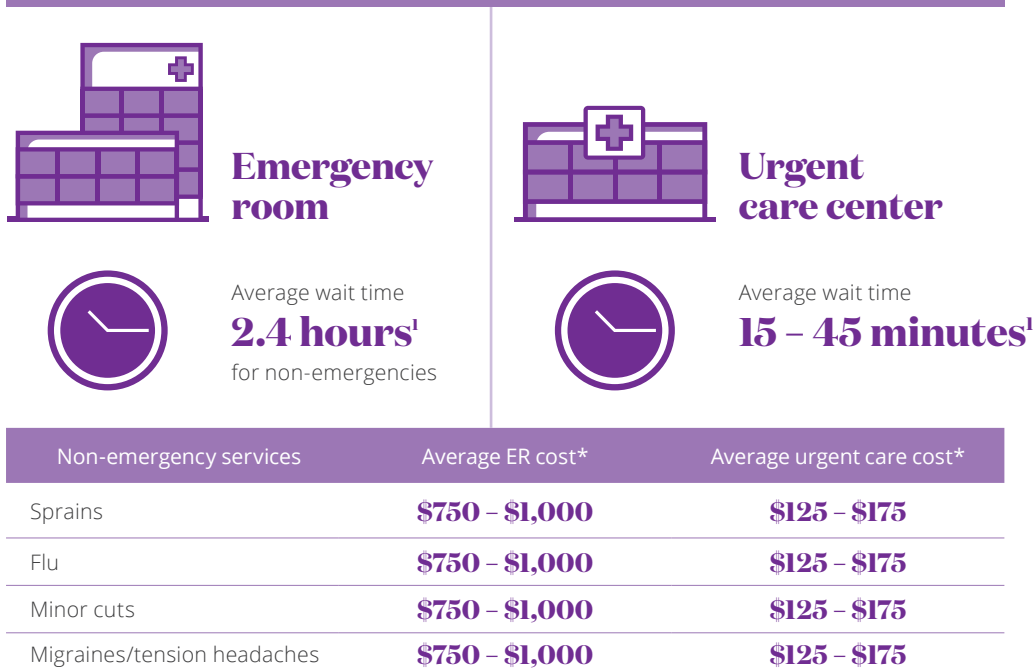 Emergency
room
Average wait time
2.4 hours¹
for non-emergencies
Urgent
care center
Average wait time
15 – 45 minutes¹
Non-emergency services Average ER cost* Average urgent care cost*
Sprains $750 – $1,000 $125 – $175
Flu $750 – $1,000 $125 – $175
Minor cuts $750 – $1,000 $125 – $175
Migraines/tension headaches $750 – $1,000 $125 – $175